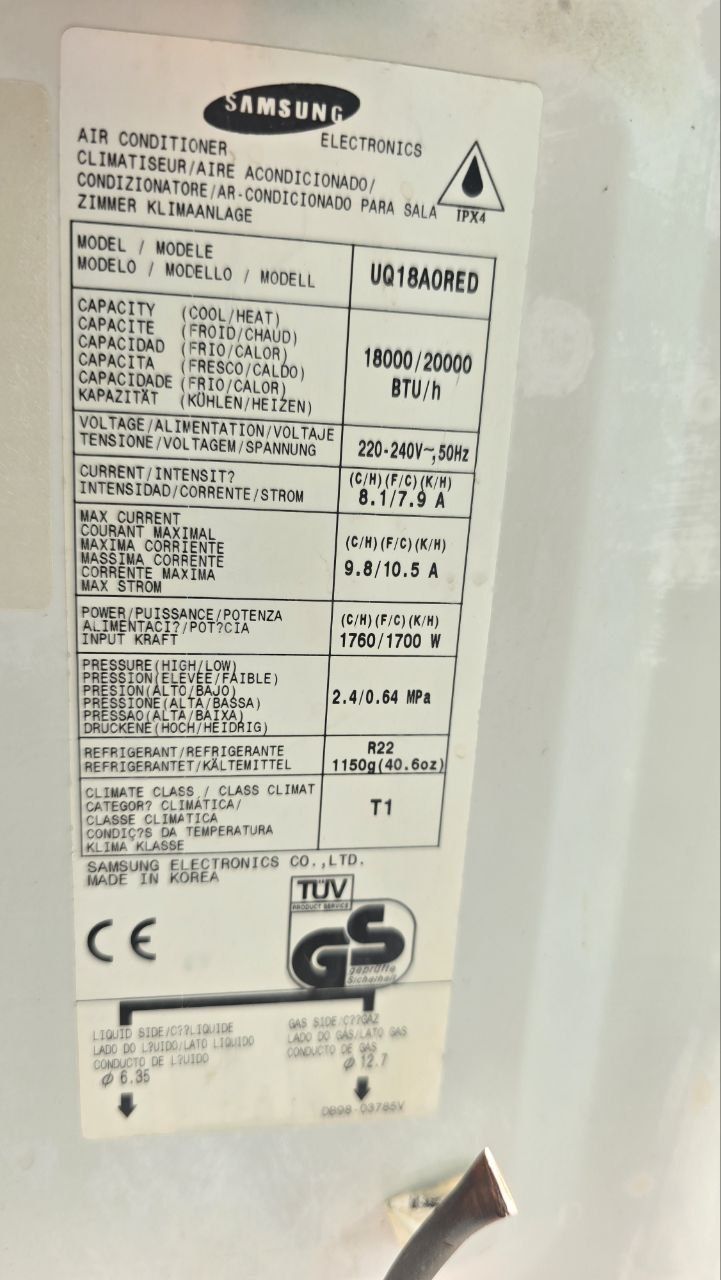 SAMSUNG
ELECTRONICS
AIR CONDITIONER
CLIMATISEUR/AIRE ACONDICIONADO/
CONDIZIONATORE/AR-CONDICIONADO PARA SALA
ZIMMER KLIMAANLAGE
IPX4
MODEL / MODELE
MODELO / MODELLO / MODELL
UQ18A0RED
CAPACITY (COOL/HEAT)
CAPACITE (FROID/CHAUD)
CAPACIDAD (FRIO/CALOR)
CAPACITA (FRESCO/CALDO)
CAPACIDADE (FRIO/CALOR)
KAPAZITÄT (KÜHLEN/HEIZEN)
18000/20000
BTU/h
VOLTAGE/ALIMENTATION/VOLTAJE
TENSIONE/VOLTAGEM/SPANNUNG
220-240V~,50Hz
CURRENT/INTENSIT?
INTENSIDAD/CORRENTE/STROM
(C/H)(F/C)(K/H)
8.1/7.9 A
MAX CURRENT
COURANT MAXIMAL
MAXIMA CORRIENTE
MASSIMA CORRENTE
CORRENTE MAXIMA
MAX STROM
(C/H)(F/C)(K/H)
9.8/10.5 A
POWER/PUISSANCE/POTENZA
ALIMENTACI?/POT?CIA
INPUT KRAFT
(C/H)(F/C)(K/H)
1760/1700 W
PRESSURE(HIGH/LOW)
PRESSION(ELEVÉE/FAIBLE)
PRESION(ALTO/BAJO)
PRESSIONE(ALTA/BASSA)
PRESSAO(ALTA/BAIXA)
DRUCKENE(HOCH/HEIDRIG)
2.4/0.64 MPa
REFRIGERANT/REFRIGERANTE
REFRIGERANTET/KÄLTEMITTEL
R22
1150g(40.6oz)
CLIMATE CLASS / CLASS CLIMAT
CATEGOR? CLIMÁTICA/
CLASSE CLIMATICA
CONDIÇ?S DA TEMPERATURA
KLIMA KLASSE
T1
SAMSUNG ELECTRONICS CO.,LTD.
MADE IN KOREA
CE
TÜV
PRODUCT SERVICE
GS
geprüfte
Sicherheit
LIQUID SIDE/C??LIQUIDE
LADO DO L?UIDO/LATO LIQUIDO
CONDUCTO DE L?UIDO
Ø 6.35
GAS SIDE/C??GAZ
LADO DO GÁS/LATO GAS
CONDUCTO DE GAS
Ø 12.7
DB98-03785V